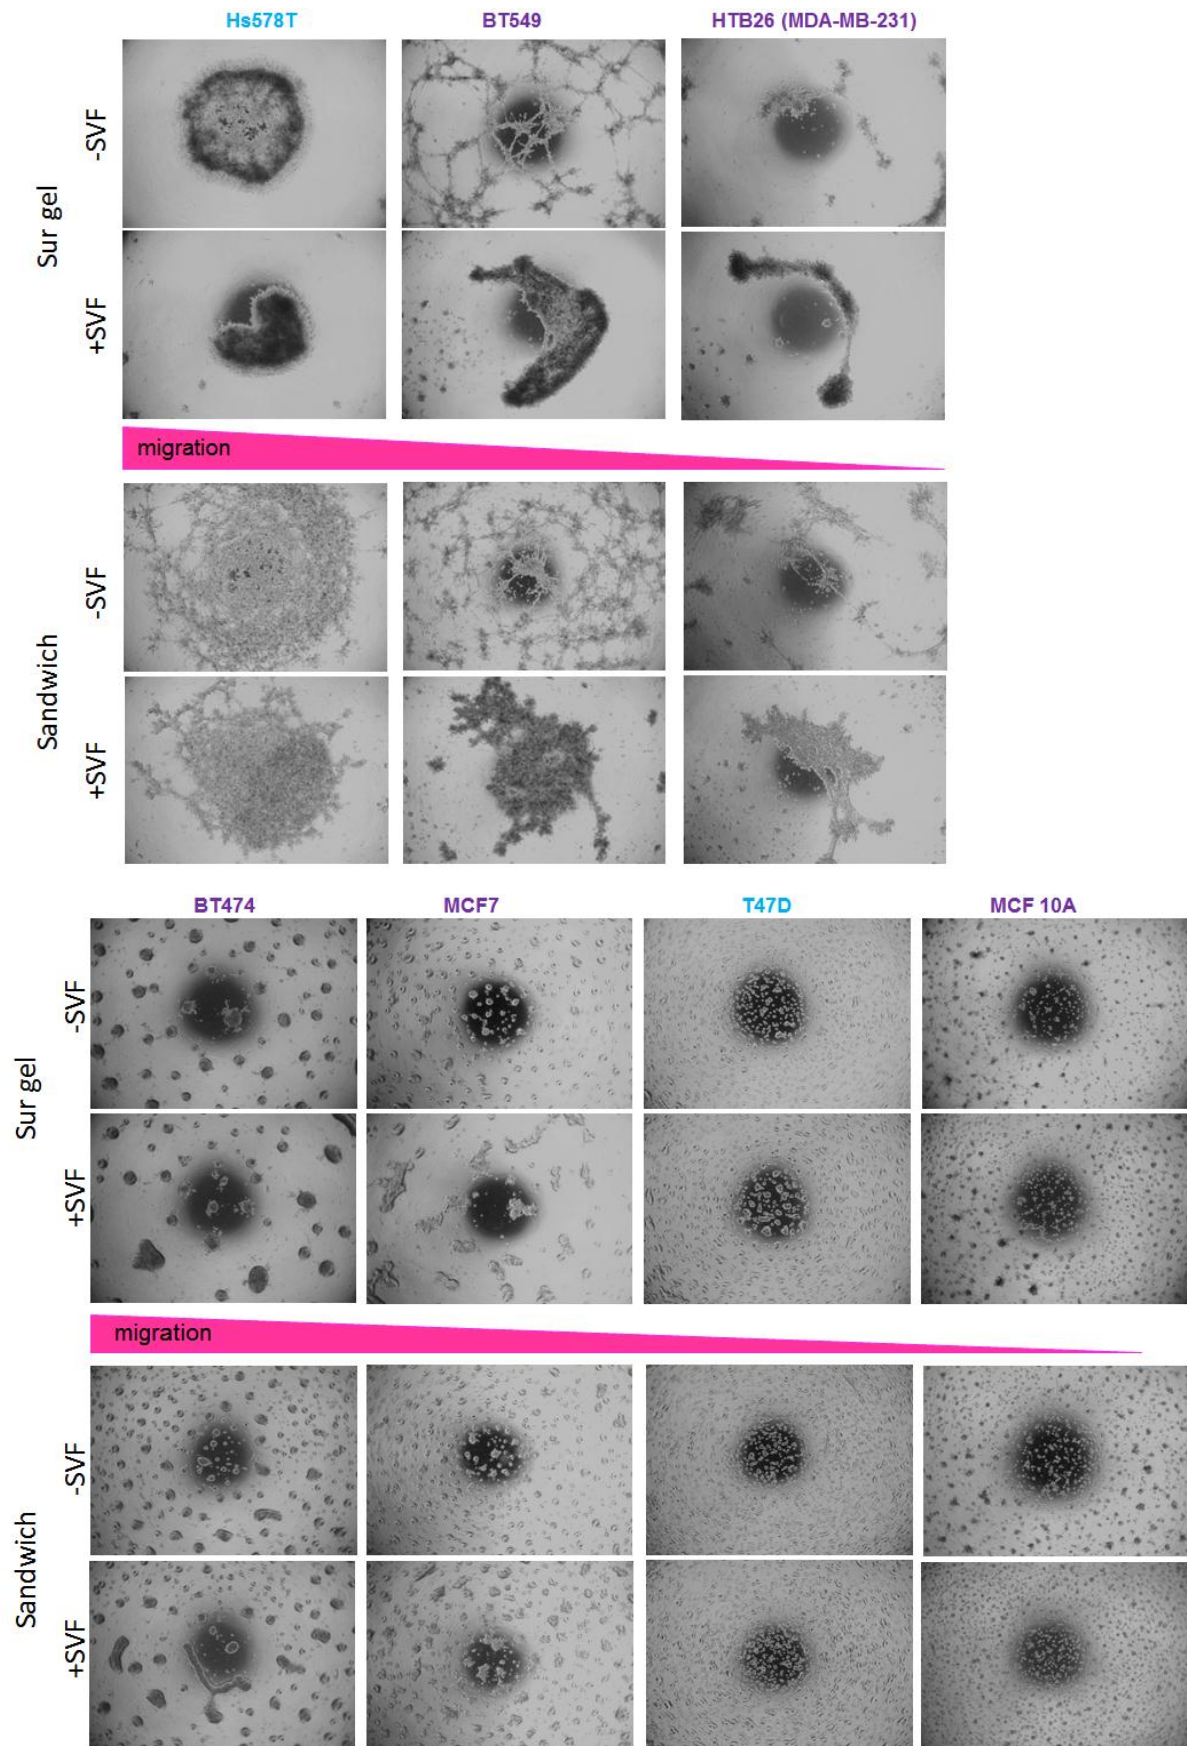 Hs578T BT549 HTB26 (MDA-MB-231)
Sur gel
-SVF
+SVF
migration
Sandwich
-SVF
+SVF
BT474 MCF7 T47D MCF 10A
Sur gel
-SVF
+SVF
migration
Sandwich
-SVF
+SVF